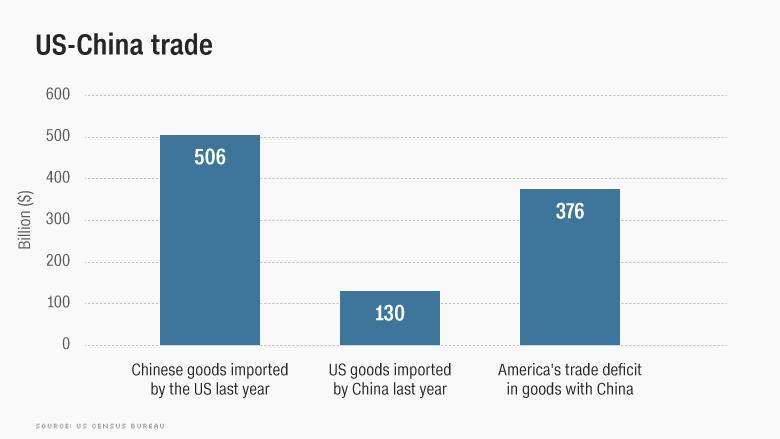 US-China trade
600
500
400
300
200
100
0
Billion ($)
506
130
376
Chinese goods imported
by the US last year
US goods imported
by China last year
America's trade deficit
in goods with China
SOURCE: US CENSUS BUREAU